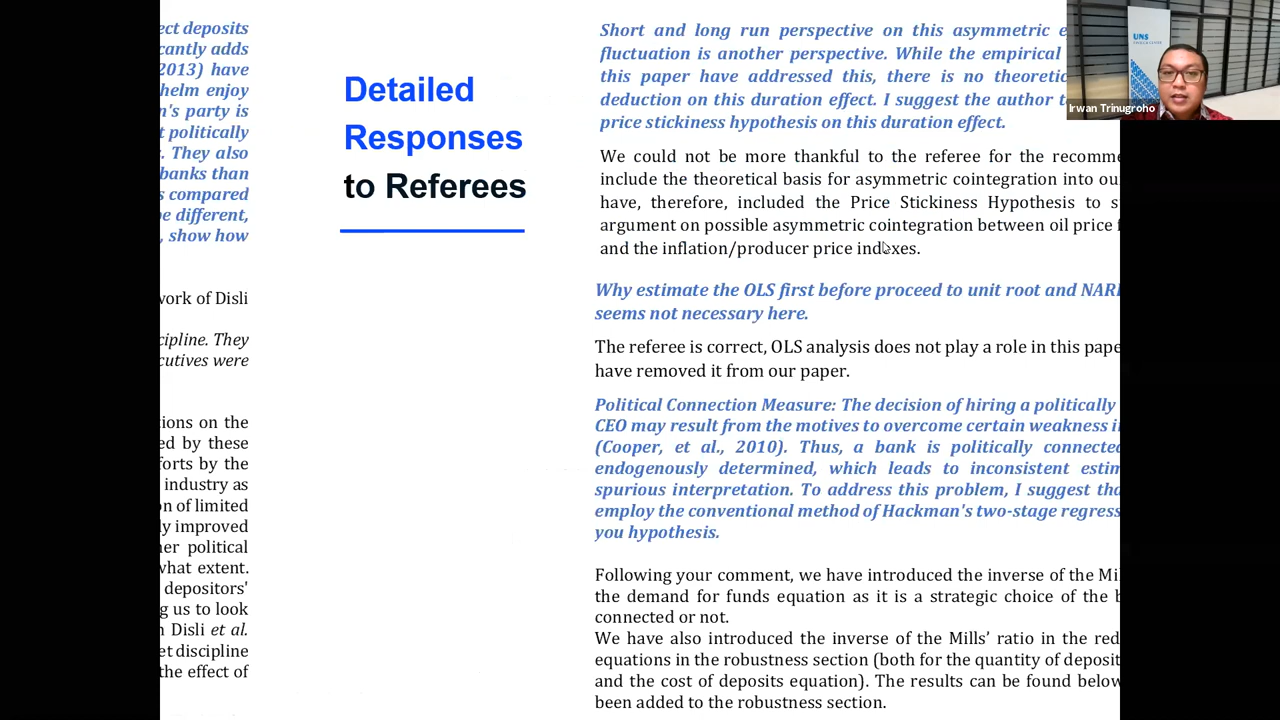 ect deposits
cantly adds
2013) have
helm enjoy
n's party is
t politically
. They also
banks than
s compared
e different,
, show how
work of Disli
cipline. They
cutives were
ions on the
ed by these
forts by the
industry as
n of limited
ly improved
her political
what extent.
depositors'
g us to look
n Disli et al.
et discipline
the effect of
Detailed
Responses
to Referees
Short and long run perspective on this asymmetric e
fluctuation is another perspective. While the empirical
this paper have addressed this, there is no theoretic
deduction on this duration effect. I suggest the author t
price stickiness hypothesis on this duration effect.
We could not be more thankful to the referee for the recomme
include the theoretical basis for asymmetric cointegration into ou
have, therefore, included the Price Stickiness Hypothesis to s
argument on possible asymmetric cointegration between oil price f
and the inflation/producer price indexes.
Why estimate the OLS first before proceed to unit root and NARI
seems not necessary here.
The referee is correct, OLS analysis does not play a role in this pape
have removed it from our paper.
Political Connection Measure: The decision of hiring a politically
CEO may result from the motives to overcome certain weakness i
(Cooper, et al., 2010). Thus, a bank is politically connected
endogenously determined, which leads to inconsistent estim
spurious interpretation. To address this problem, I suggest tha
employ the conventional method of Hackman's two-stage regress
you hypothesis.
Following your comment, we have introduced the inverse of the Mi
the demand for funds equation as it is a strategic choice of the b
connected or not.
We have also introduced the inverse of the Mills' ratio in the red
equations in the robustness section (both for the quantity of deposit
and the cost of deposits equation). The results can be found below
been added to the robustness section.
UNS
Irwan Trinugroho